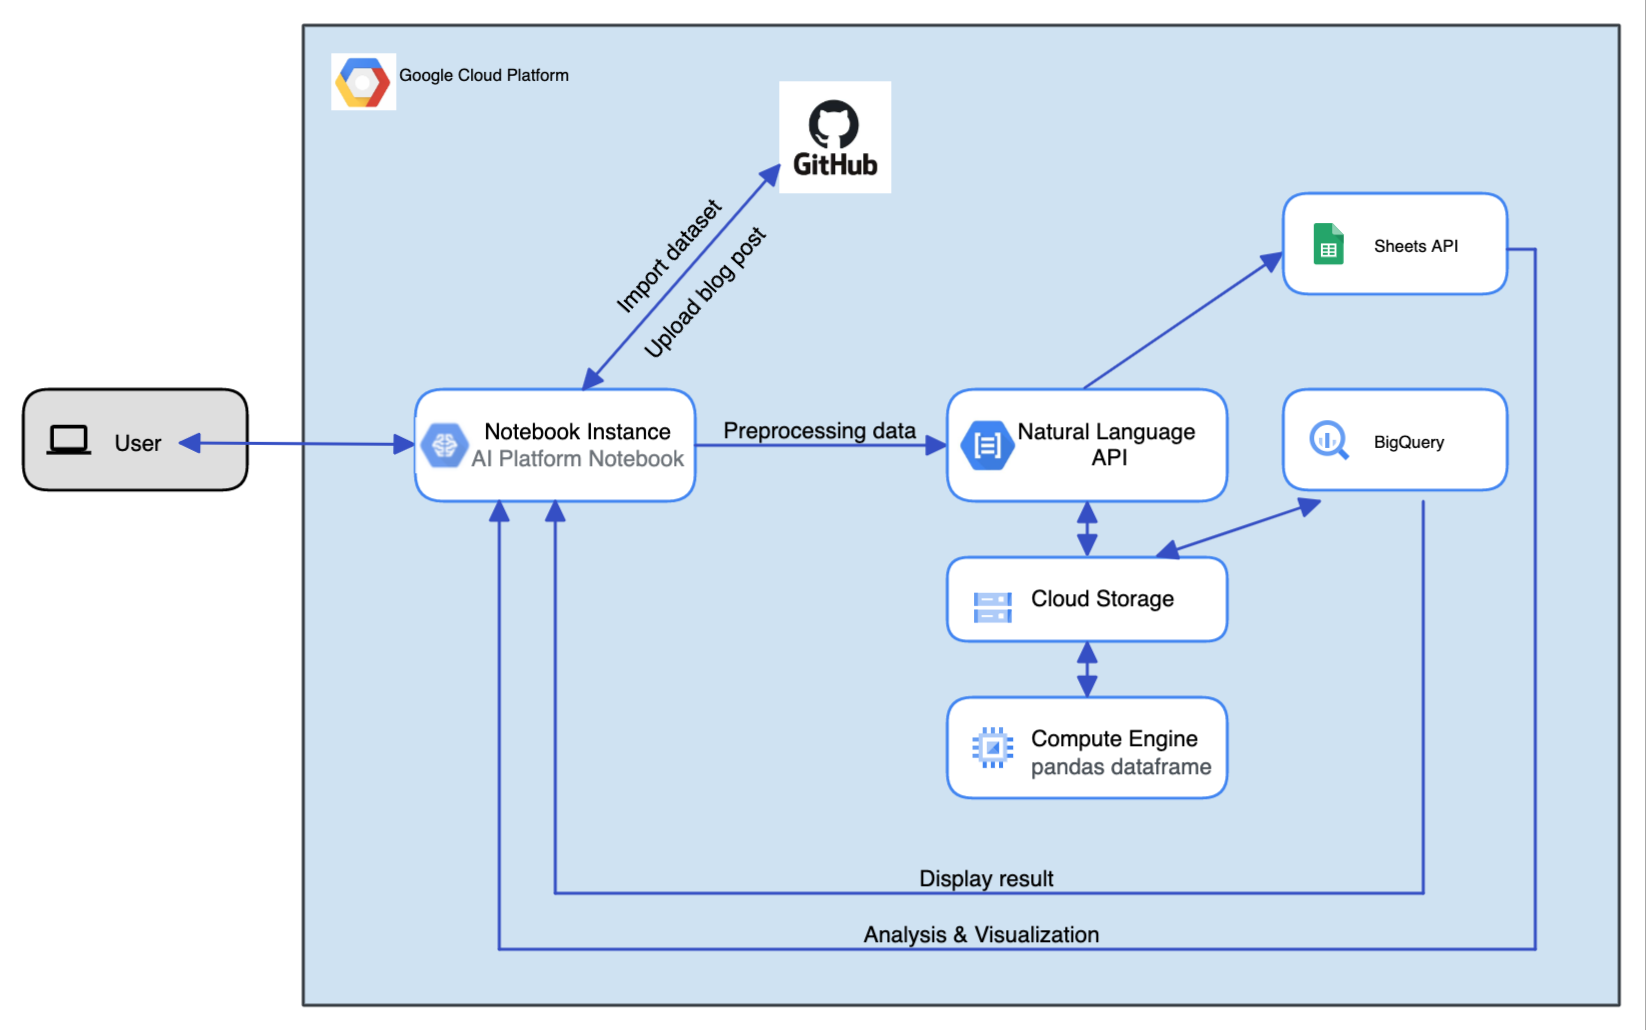 Google Cloud Platform
GitHub
Import dataset
Upload blog post
Sheets API
User
Notebook Instance
AI Platform Notebook
Preprocessing data
Natural Language
API
BigQuery
Cloud Storage
Compute Engine
pandas dataframe
Display result
Analysis & Visualization